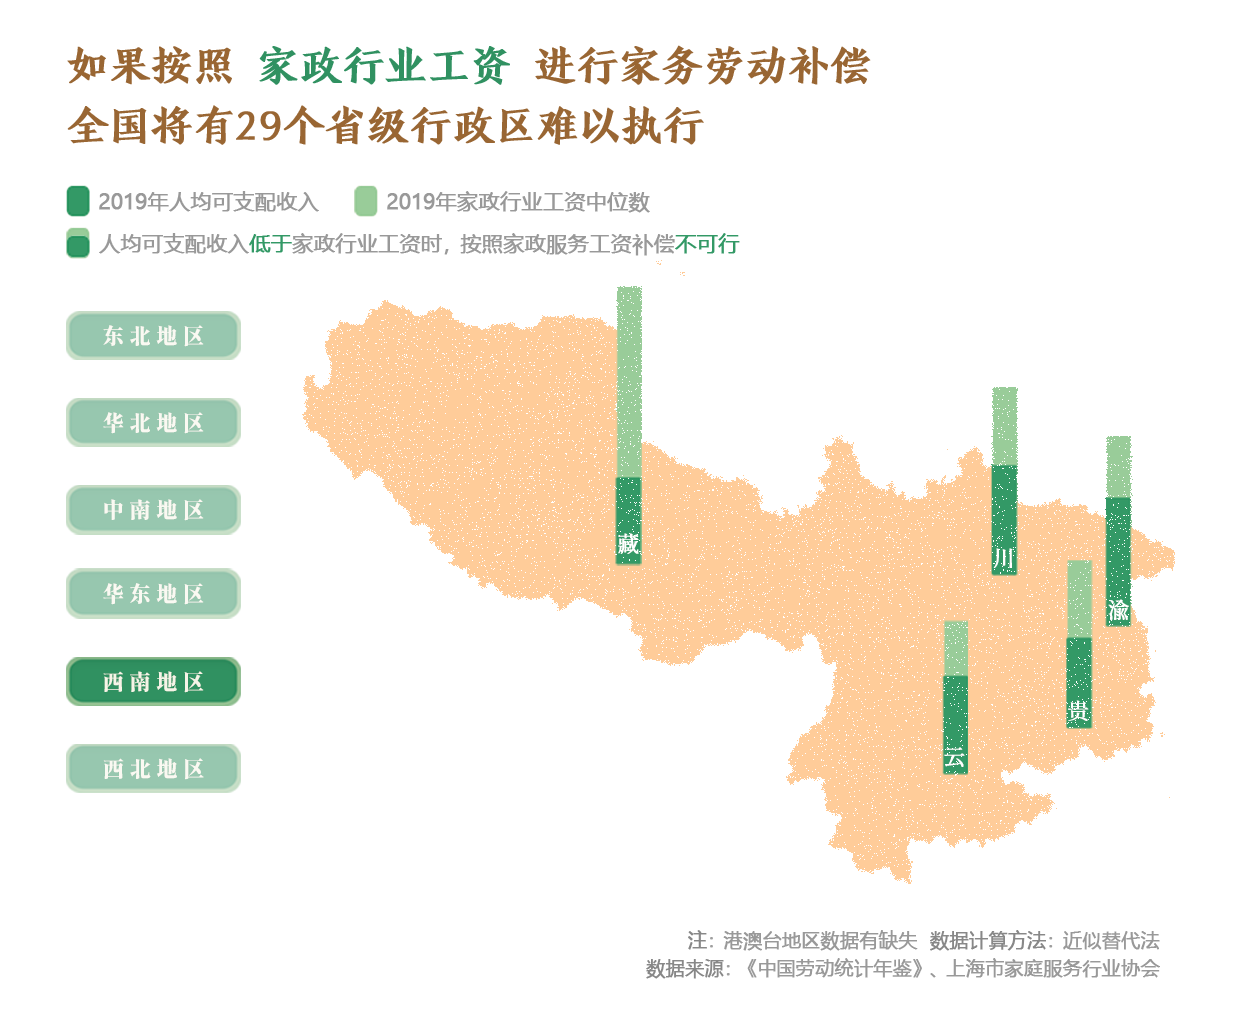 如果按照 家政行业工资 进行家务劳动补偿
全国将有29个省级行政区难以执行
2019年人均可支配收入 2019年家政行业工资中位数
人均可支配收入低于家政行业工资时，按照家政服务工资补偿不可行
东北地区
华北地区
中南地区
华东地区
西南地区
西北地区
藏
川
渝
贵
云
注：港澳台地区数据有缺失 数据计算方法：近似替代法
数据来源：《中国劳动统计年鉴》、上海市家庭服务行业协会